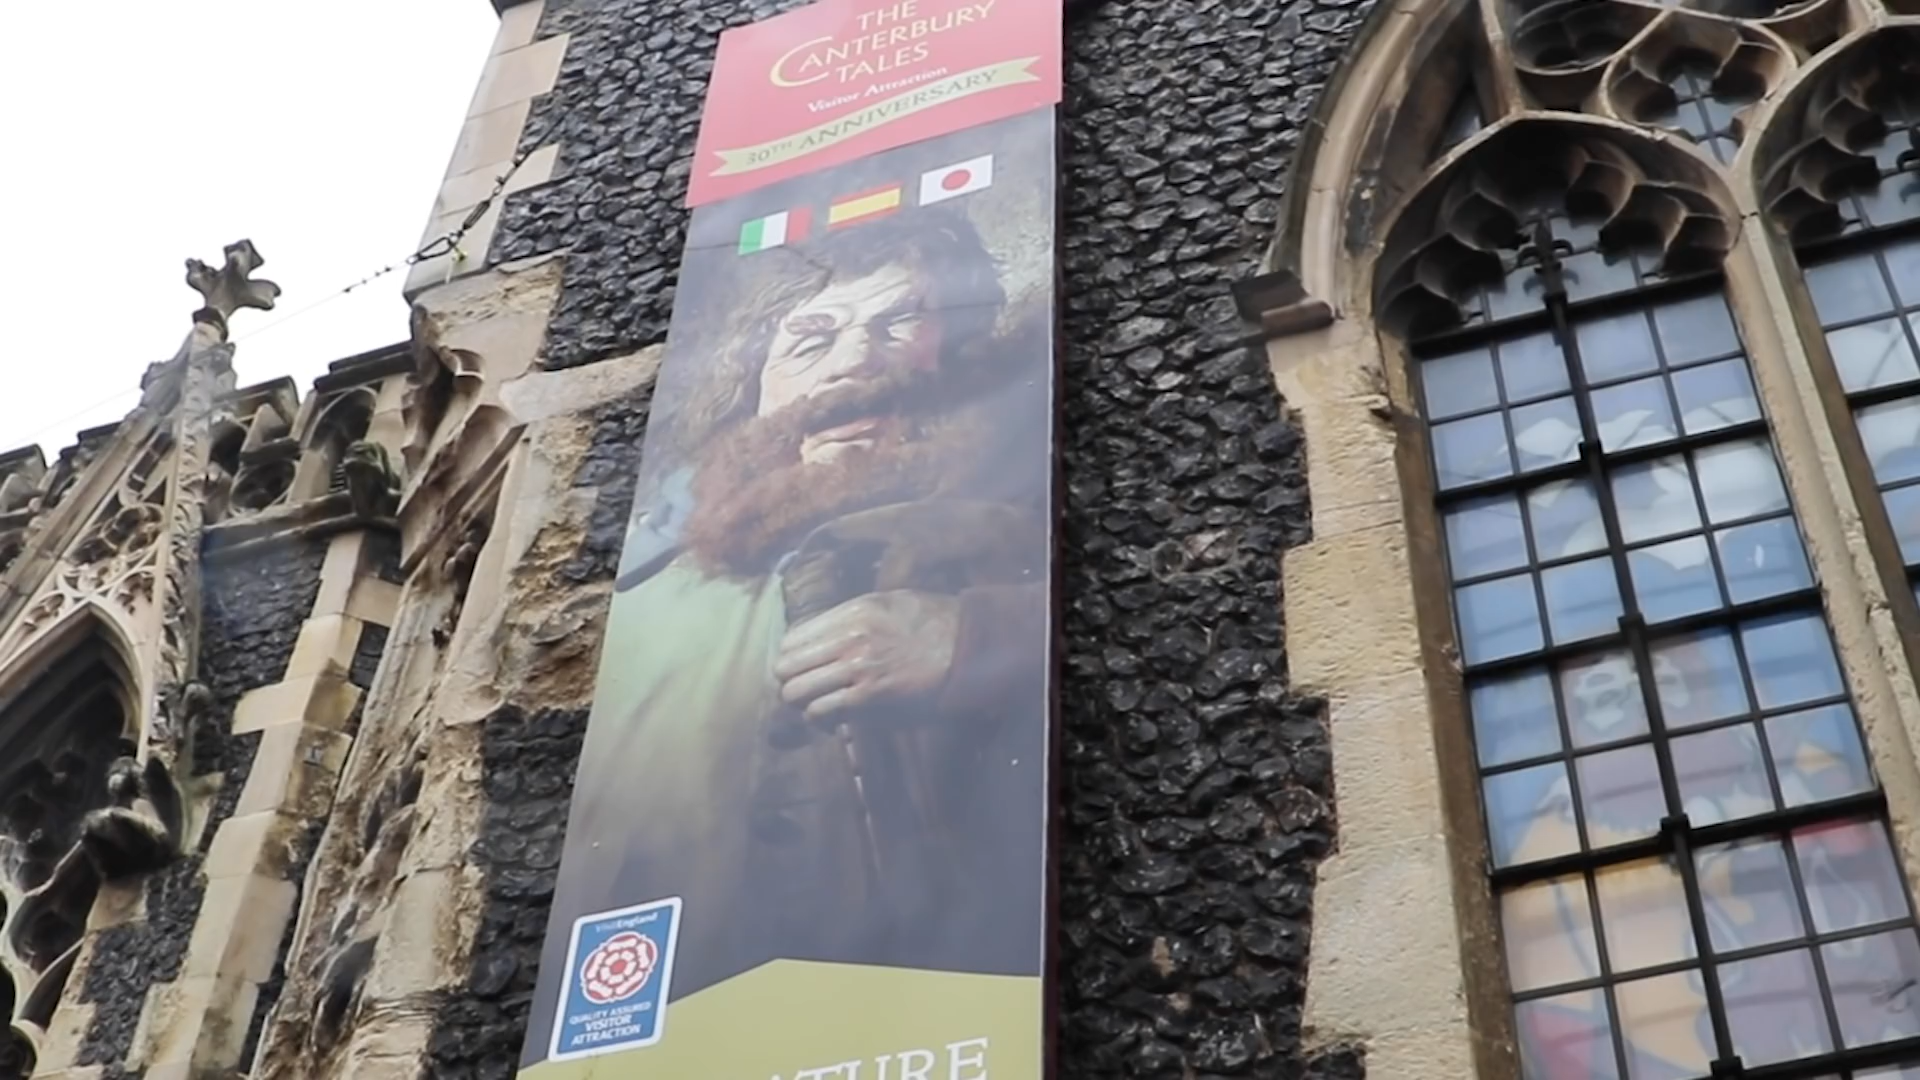 THE
CANTERBURY
TALES
Visitor Attraction
30TH ANNIVERSARY
VisitEngland
QUALITY ASSURED
VISITOR
ATTRACTION